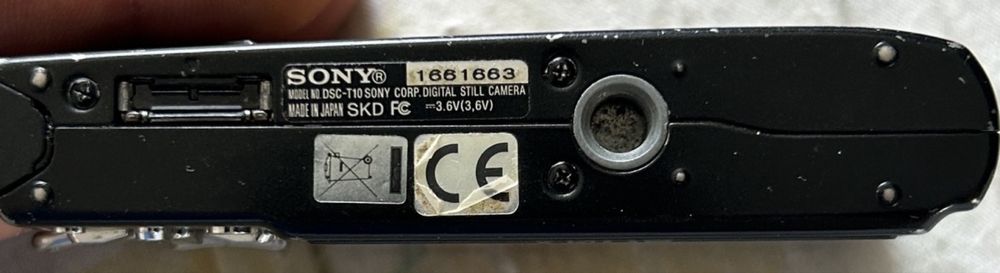 SONY® 1661663
MODEL NO. DSC-T10 SONY CORP. DIGITAL STILL CAMERA
MADE IN JAPAN SKD FC ⎓3.6V(3,6V)
CE